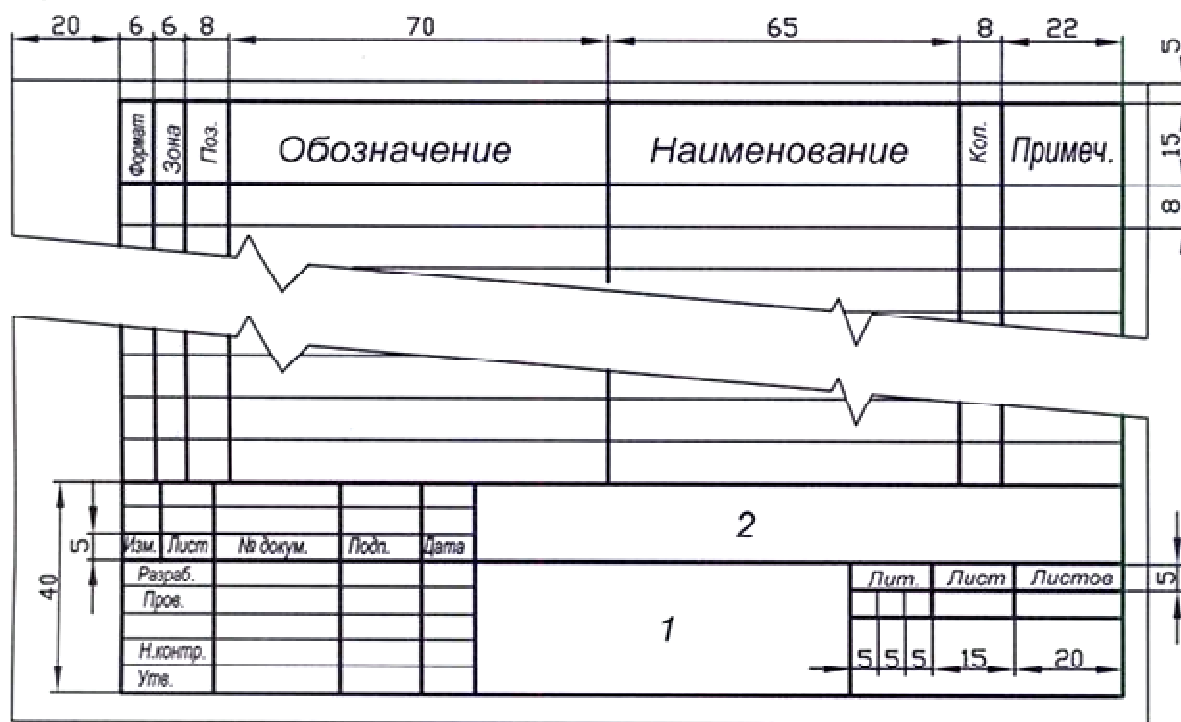 20 6 6 8 70 65 8 22
5
Формат Зона Поз. Обозначение Наименование Кол. Примеч.
15
8
2
5 Изм. Лист № докум. Подп. Дата
40
Разраб.
Лит. Лист Листов 5
Пров.
1
Н.контр.
5 5 5 15 20
Утв.